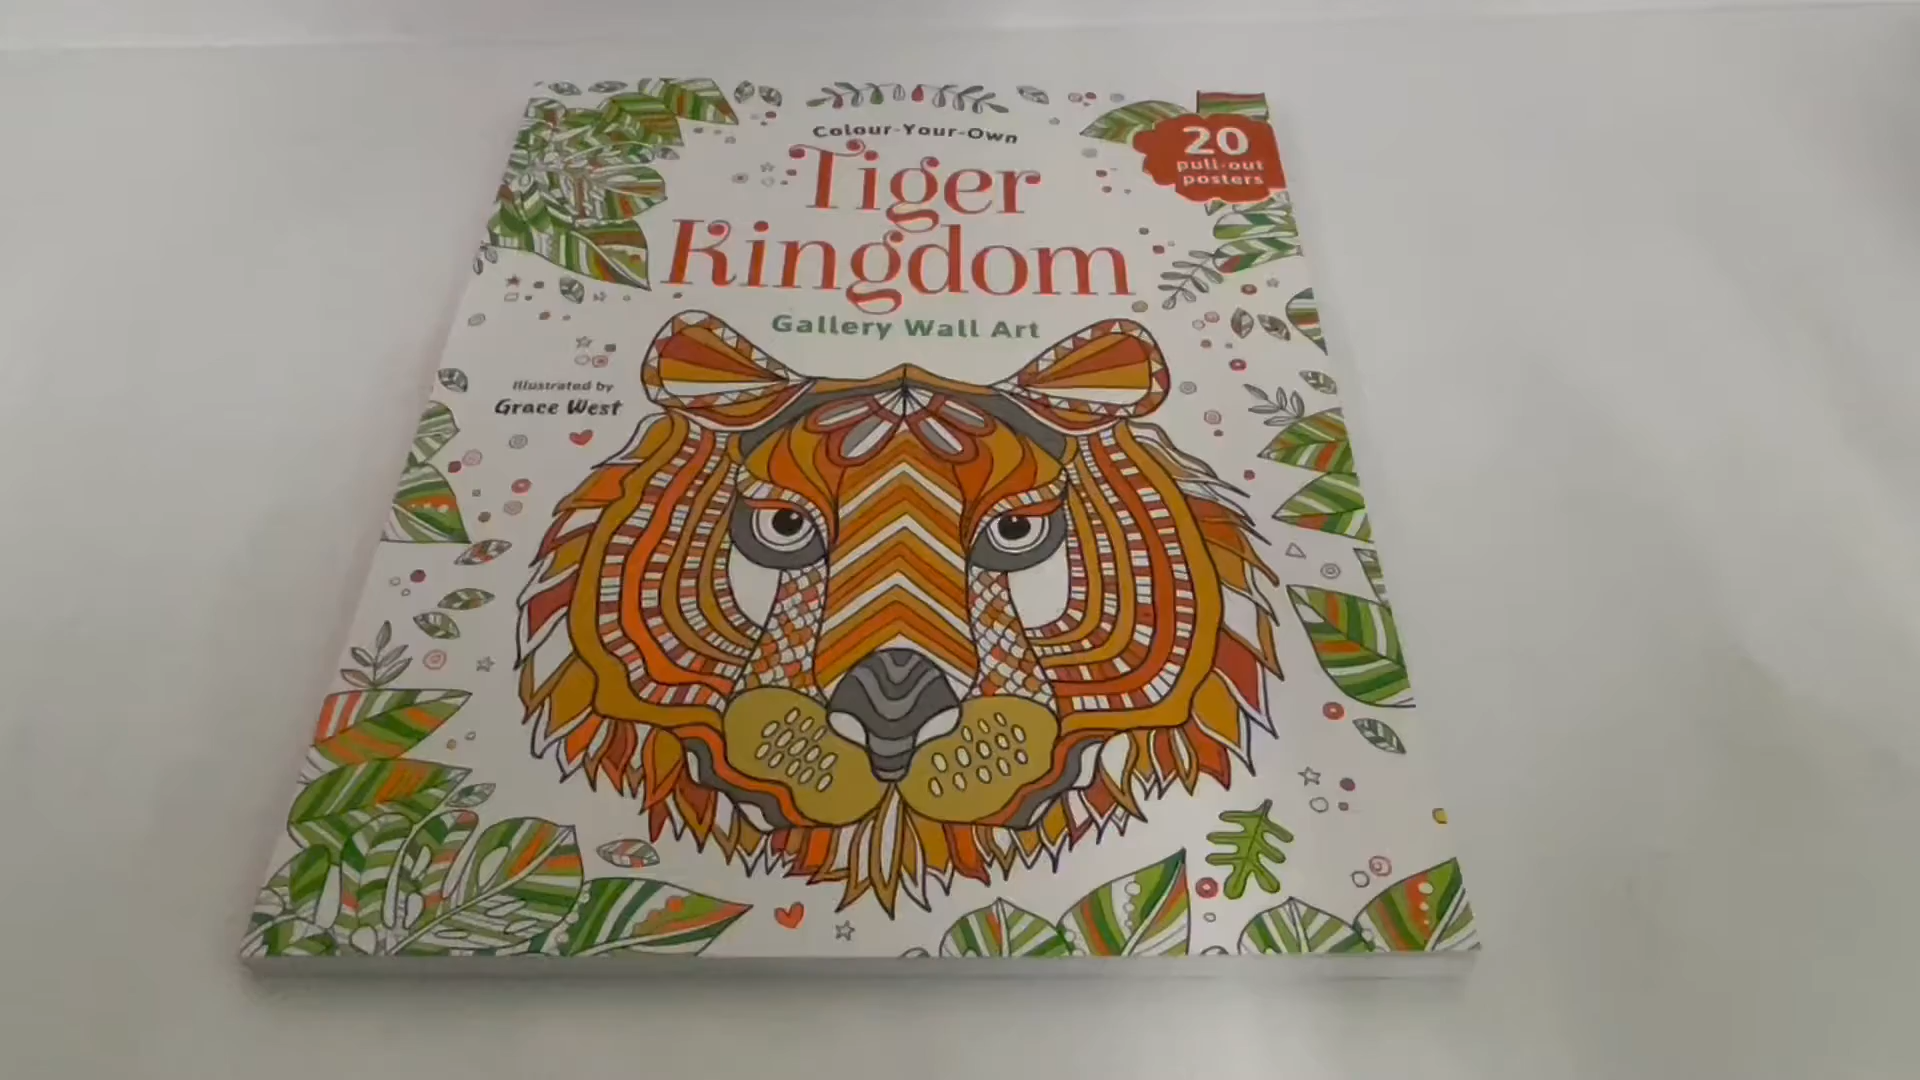 Colour-Your-Own
Tiger
Kingdom
Gallery Wall Art
20
pull-out
posters
Illustrated by
Grace West